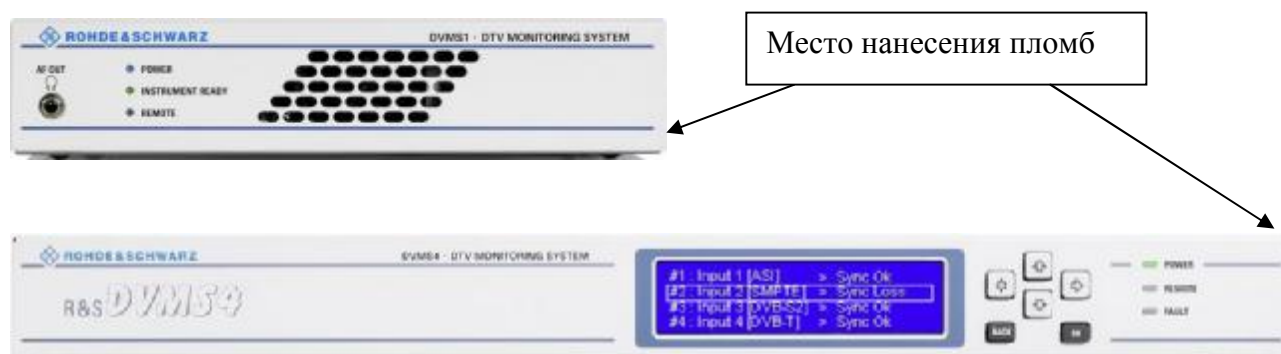 ROHDE & SCHWARZ
DVMS1 · DTV MONITORING SYSTEM
Место нанесения пломб
AF OUT
POWER
INSTRUMENT READY
REMOTE
ROHDE & SCHWARZ
DVMS4 · DTV MONITORING SYSTEM
R&S DVMS4
#1 : Input 1 [ASI] » Sync Ok
#2 : Input 2 [SMPTE] » Sync Loss
#3 : Input 3 [DVB-S2] » Sync Ok
#4 : Input 4 [DVB-T] » Sync Ok
POWER
REMOTE
FAULT
BACK
OK